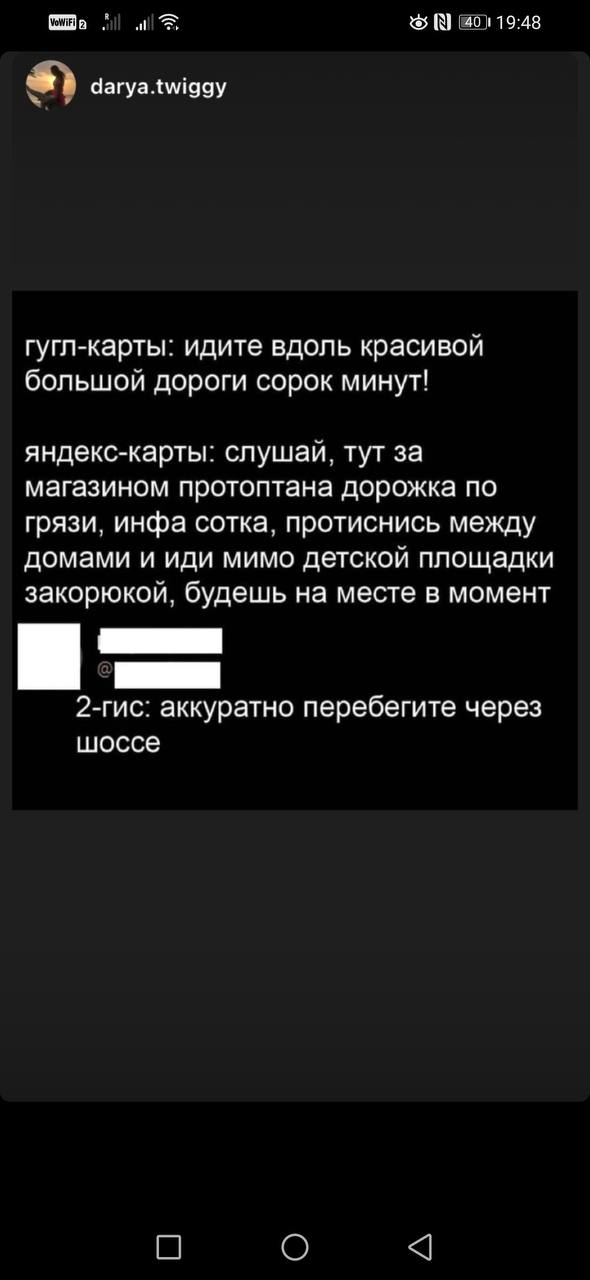 VoWiFi 2 R 40 19:48
darya.twiggy
гугл-карты: идите вдоль красивой
большой дороги сорок минут!
яндекс-карты: слушай, тут за
магазином протоптана дорожка по
грязи, инфа сотка, протиснись между
домами и иди мимо детской площадки
закорюкой, будешь на месте в момент
@
2-гис: аккуратно перебегите через
шоссе